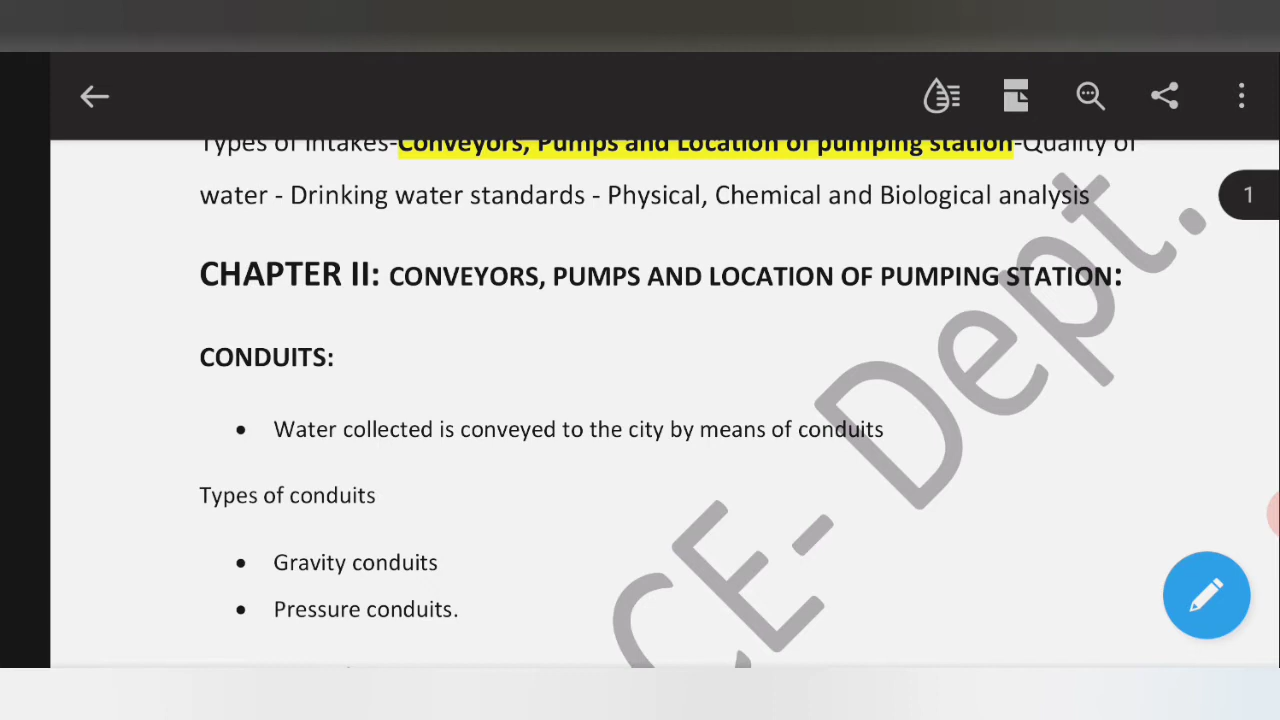 Types of Intakes-Conveyors, Pumps and Location of pumping station-Quality of
water - Drinking water standards - Physical, Chemical and Biological analysis
1
CHAPTER II: CONVEYORS, PUMPS AND LOCATION OF PUMPING STATION:
CONDUITS:
• Water collected is conveyed to the city by means of conduits
Types of conduits
• Gravity conduits
• Pressure conduits.
CE- Dept.